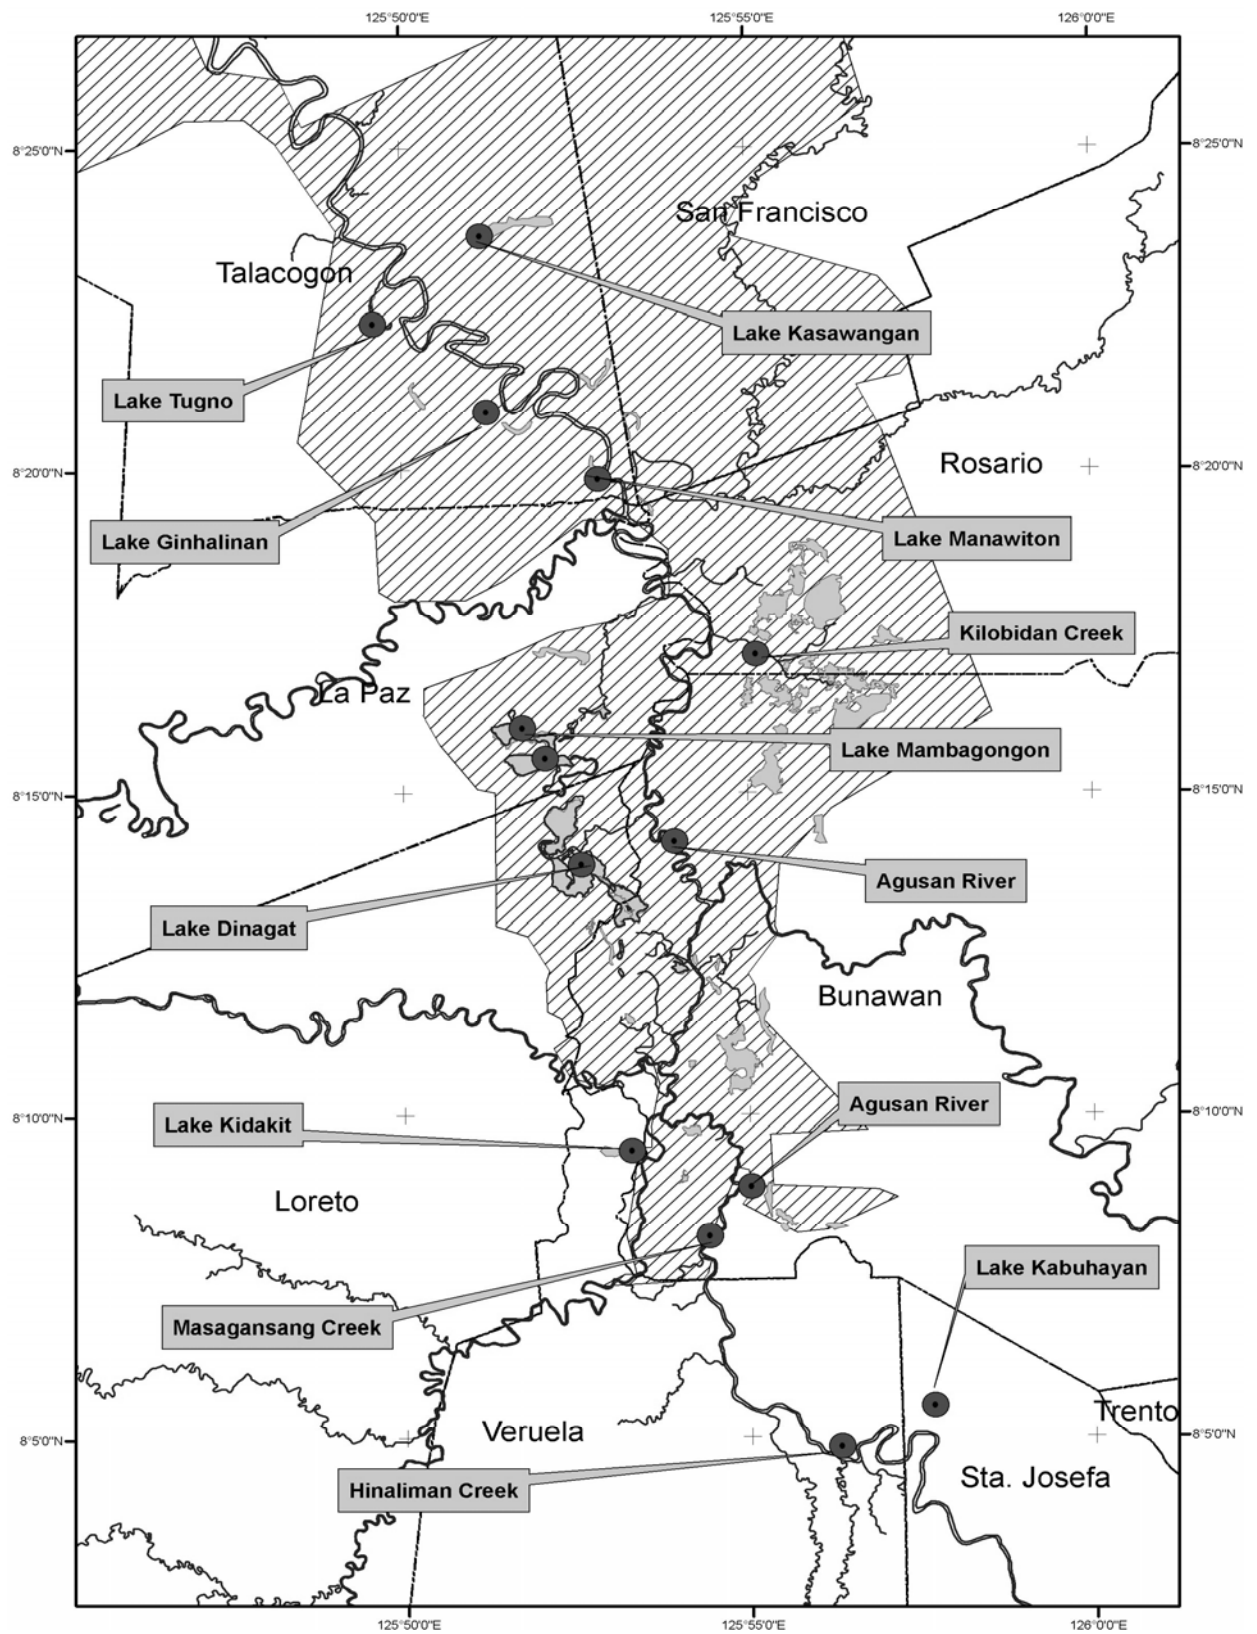 125°50'0"E
125°55'0"E
126°0'0"E
8°25'0"N
8°25'0"N
San Francisco
Talacogon
Lake Kasawangan
Lake Tugno
Rosario
8°20'0"N
8°20'0"N
Lake Ginhalinan
Lake Manawiton
Kilobidan Creek
La Paz
Lake Mambagongon
8°15'0"N
8°15'0"N
Agusan River
Lake Dinagat
Bunawan
Agusan River
8°10'0"N
8°10'0"N
Lake Kidakit
Loreto
Lake Kabuhayan
Masagansang Creek
Trento
Veruela
8°5'0"N
8°5'0"N
Sta. Josefa
Hinaliman Creek
125°50'0"E
125°55'0"E
126°0'0"E